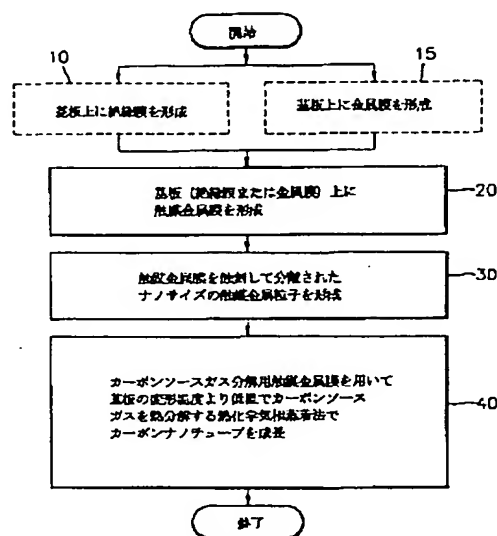 開始
10
基板上に絶縁膜を形成
15
基板上に金属膜を形成
基板（絶縁膜または金属膜）上に
触媒金属膜を形成
20
触媒金属膜を蝕刻して分離された
ナノサイズの触媒金属粒子を形成
30
カーボンソースガス分解用触媒金属膜を用いて
基板の変形温度より低温でカーボンソース
ガスを熱分解する熱化学気相蒸着法で
カーボンナノチューブを成長
40
終了